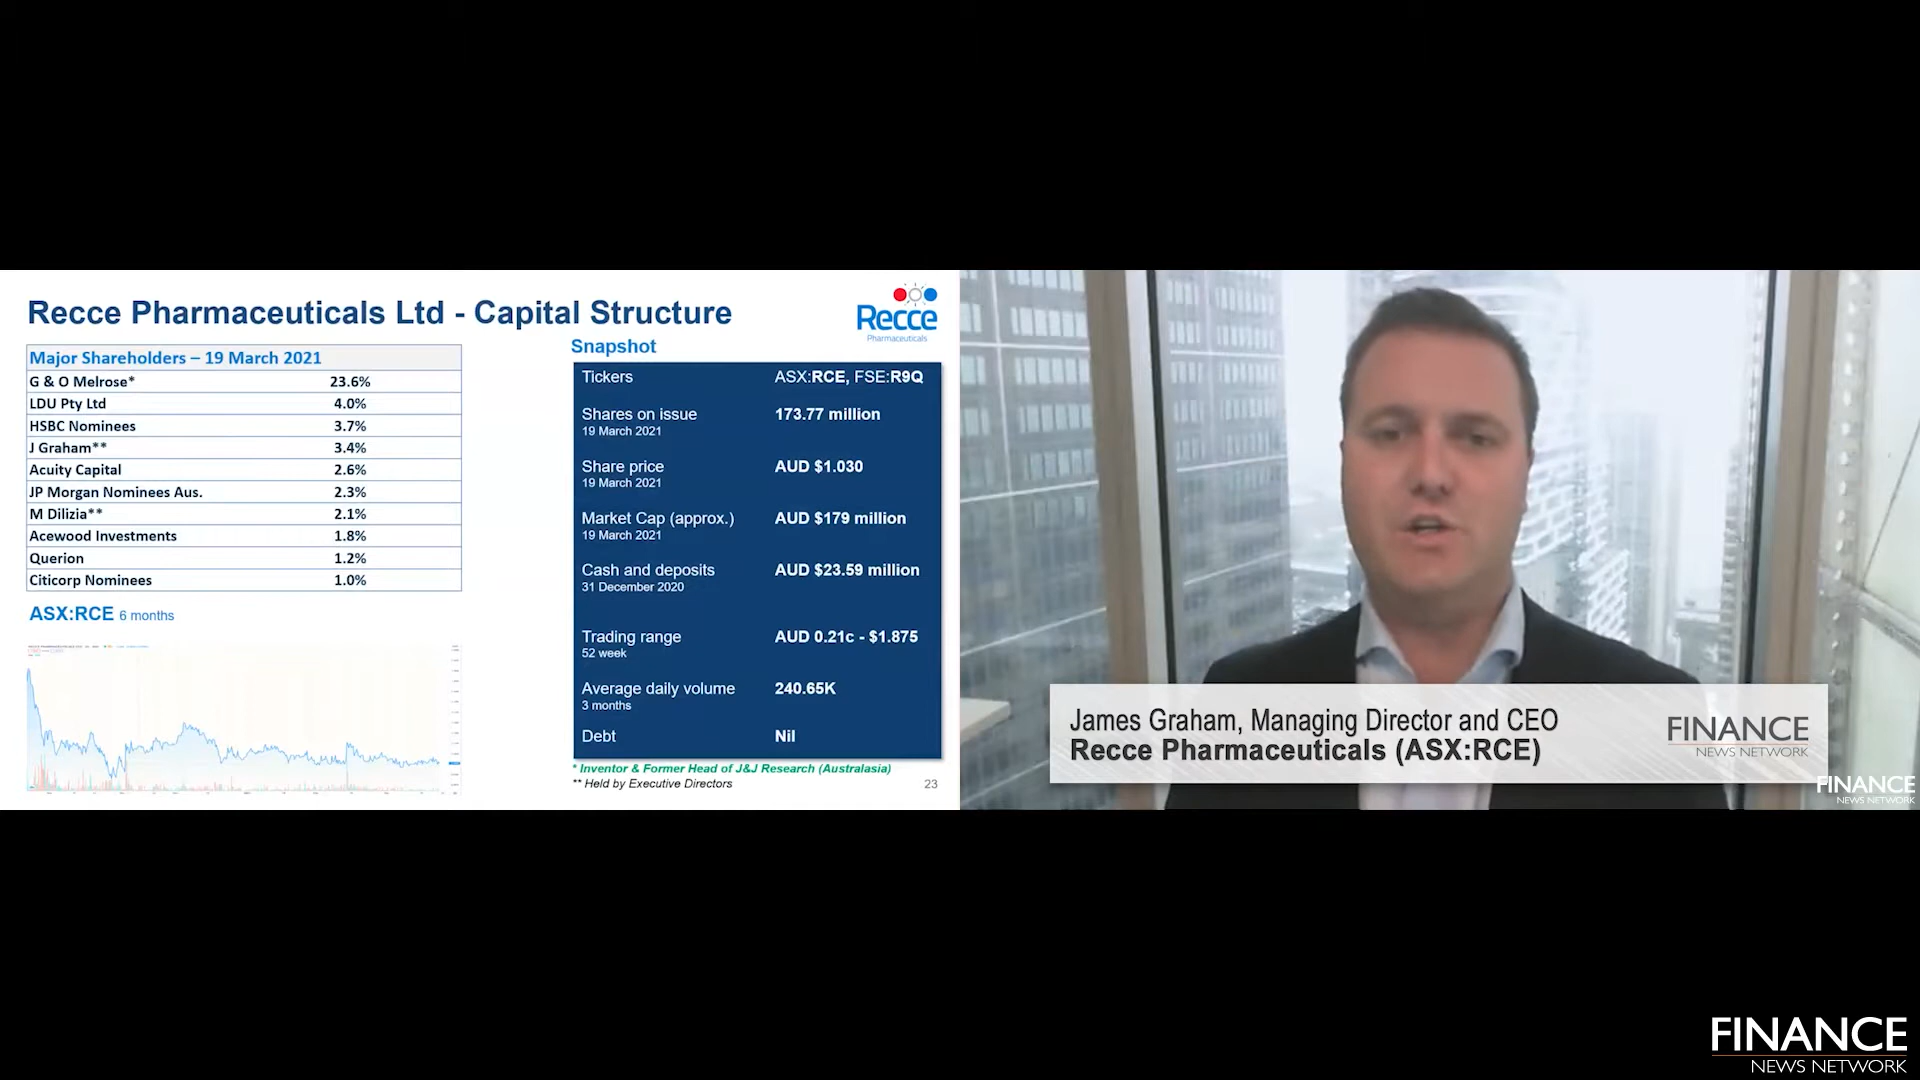 Recce Pharmaceuticals Ltd - Capital Structure
Recce
Pharmaceuticals
Major Shareholders – 19 March 2021
G & O Melrose* 23.6%
LDU Pty Ltd 4.0%
HSBC Nominees 3.7%
J Graham** 3.4%
Acuity Capital 2.6%
JP Morgan Nominees Aus. 2.3%
M Dilizia** 2.1%
Acewood Investments 1.8%
Querion 1.2%
Citicorp Nominees 1.0%
ASX:RCE 6 months
Snapshot
Tickers ASX:RCE, FSE:R9Q
Shares on issue 173.77 million
19 March 2021
Share price AUD $1.030
19 March 2021
Market Cap (approx.) AUD $179 million
19 March 2021
Cash and deposits AUD $23.59 million
31 December 2020
Trading range AUD 0.21c - $1.875
52 week
Average daily volume 240.65K
3 months
Debt Nil
* Inventor & Former Head of J&J Research (Australasia)
** Held by Executive Directors
23
James Graham, Managing Director and CEO
Recce Pharmaceuticals (ASX:RCE)
FINANCE
NEWS NETWORK
FINANCE
NEWS NETWORK
FINANCE
NEWS NETWORK